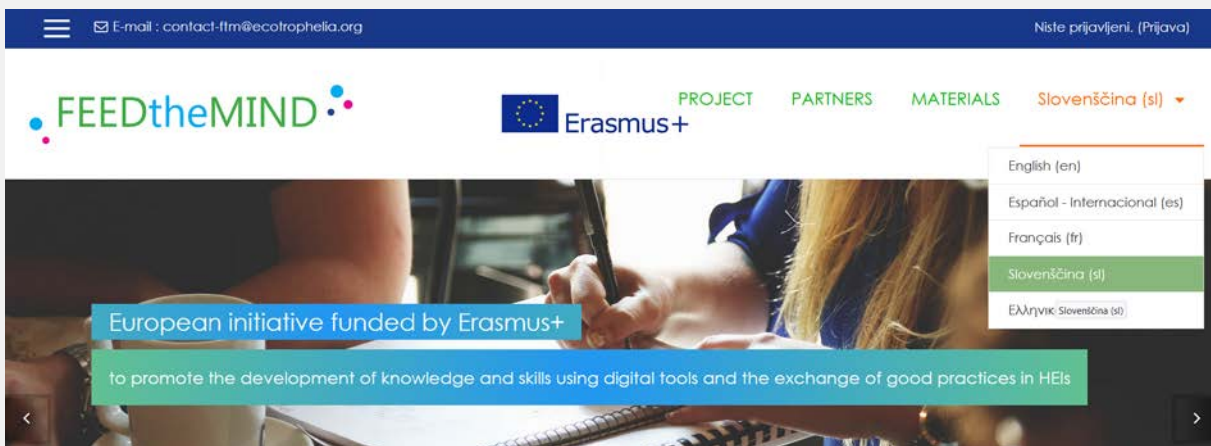 E-mail : contact-ftm@ecotrophelia.org
Niste prijavljeni. (Prijava)
FEEDtheMIND
Erasmus+
PROJECT PARTNERS MATERIALS Slovenščina (sl)
English (en)
Español - Internacional (es)
Français (fr)
Slovenščina (sl)
Slovenščina (sl)
European initiative funded by Erasmus+
to promote the development of knowledge and skills using digital tools and the exchange of good practices in HEIs